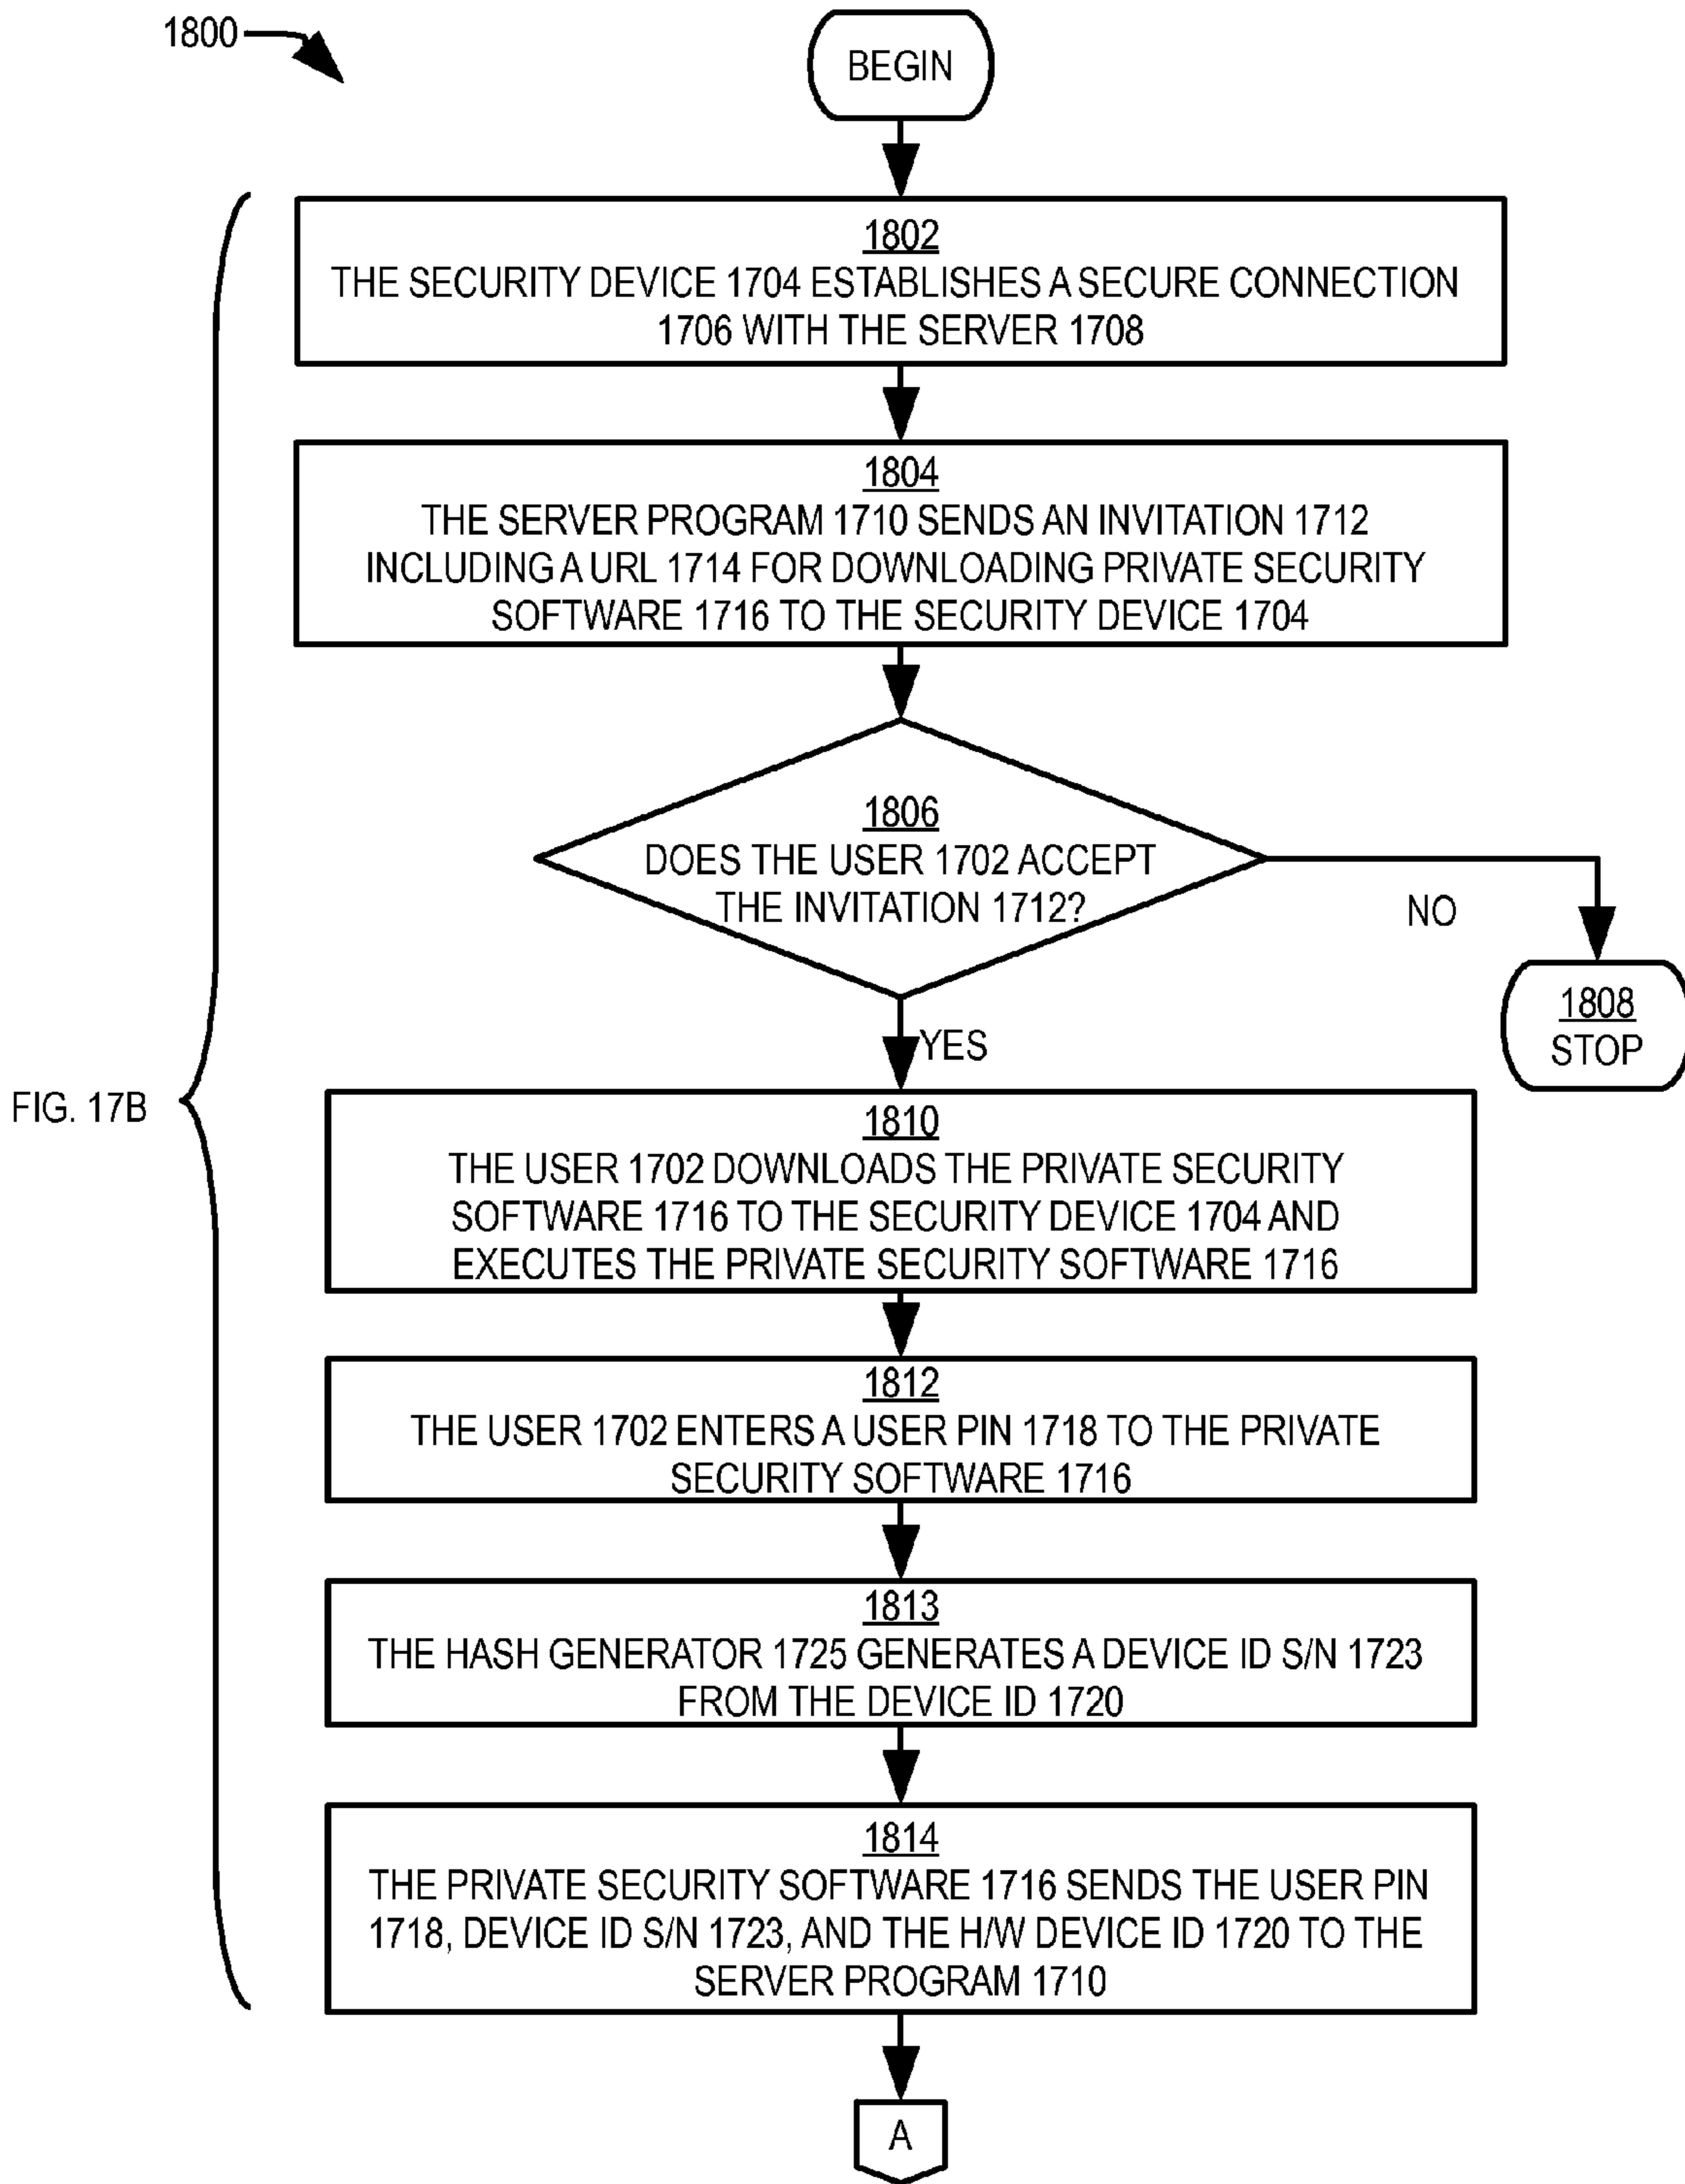 1800
BEGIN
1802
THE SECURITY DEVICE 1704 ESTABLISHES A SECURE CONNECTION
1706 WITH THE SERVER 1708
1804
THE SERVER PROGRAM 1710 SENDS AN INVITATION 1712
INCLUDING A URL 1714 FOR DOWNLOADING PRIVATE SECURITY
SOFTWARE 1716 TO THE SECURITY DEVICE 1704
1806
DOES THE USER 1702 ACCEPT
THE INVITATION 1712?
NO
1808
STOP
YES
FIG. 17B
1810
THE USER 1702 DOWNLOADS THE PRIVATE SECURITY
SOFTWARE 1716 TO THE SECURITY DEVICE 1704 AND
EXECUTES THE PRIVATE SECURITY SOFTWARE 1716
1812
THE USER 1702 ENTERS A USER PIN 1718 TO THE PRIVATE
SECURITY SOFTWARE 1716
1813
THE HASH GENERATOR 1725 GENERATES A DEVICE ID S/N 1723
FROM THE DEVICE ID 1720
1814
THE PRIVATE SECURITY SOFTWARE 1716 SENDS THE USER PIN
1718, DEVICE ID S/N 1723, AND THE H/W DEVICE ID 1720 TO THE
SERVER PROGRAM 1710
A